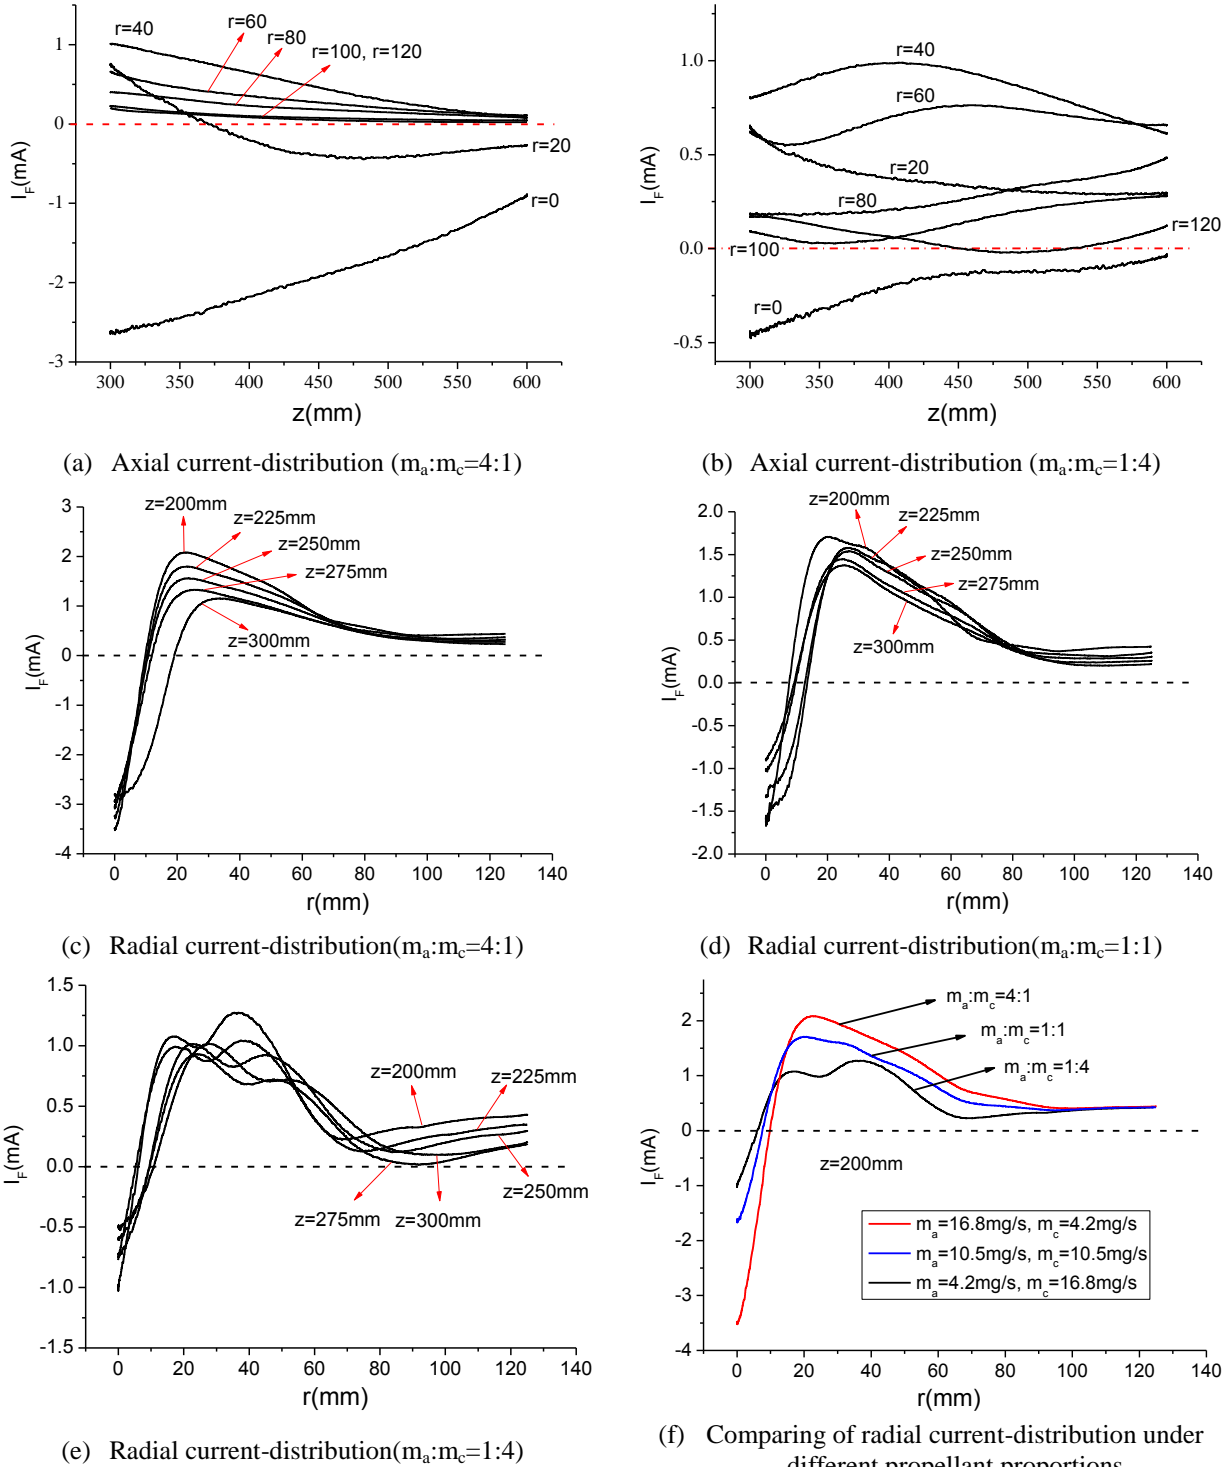 r=40
r=60
r=80
r=100, r=120
r=20
r=0
1
0
-1
-2
-3
I_F(mA)
300 350 400 450 500 550 600
z(mm)
(a) Axial current-distribution (m_a:m_c=4:1)
r=40
r=60
r=20
r=80
r=100
r=120
r=0
1.0
0.5
0.0
-0.5
I_F(mA)
300 350 400 450 500 550 600
z(mm)
(b) Axial current-distribution (m_a:m_c=1:4)
z=200mm
z=225mm
z=250mm
z=275mm
z=300mm
3
2
1
0
-1
-2
-3
-4
I_F(mA)
0 20 40 60 80 100 120 140
r(mm)
(c) Radial current-distribution(m_a:m_c=4:1)
z=200mm
z=225mm
z=250mm
z=275mm
z=300mm
2.0
1.5
1.0
0.5
0.0
-0.5
-1.0
-1.5
-2.0
I_F(mA)
0 20 40 60 80 100 120 140
r(mm)
(d) Radial current-distribution(m_a:m_c=1:1)
z=200mm
z=225mm
z=250mm
z=275mm
z=300mm
1.5
1.0
0.5
0.0
-0.5
-1.0
-1.5
I_F(mA)
0 20 40 60 80 100 120 140
r(mm)
(e) Radial current-distribution(m_a:m_c=1:4)
m_a:m_c=4:1
m_a:m_c=1:1
m_a:m_c=1:4
z=200mm
m_a=16.8mg/s, m_c=4.2mg/s
m_a=10.5mg/s, m_c=10.5mg/s
m_a=4.2mg/s, m_c=16.8mg/s
2
1
0
-1
-2
-3
-4
I_F(mA)
0 20 40 60 80 100 120 140
r(mm)
(f) Comparing of radial current-distribution under
different propellant proportions